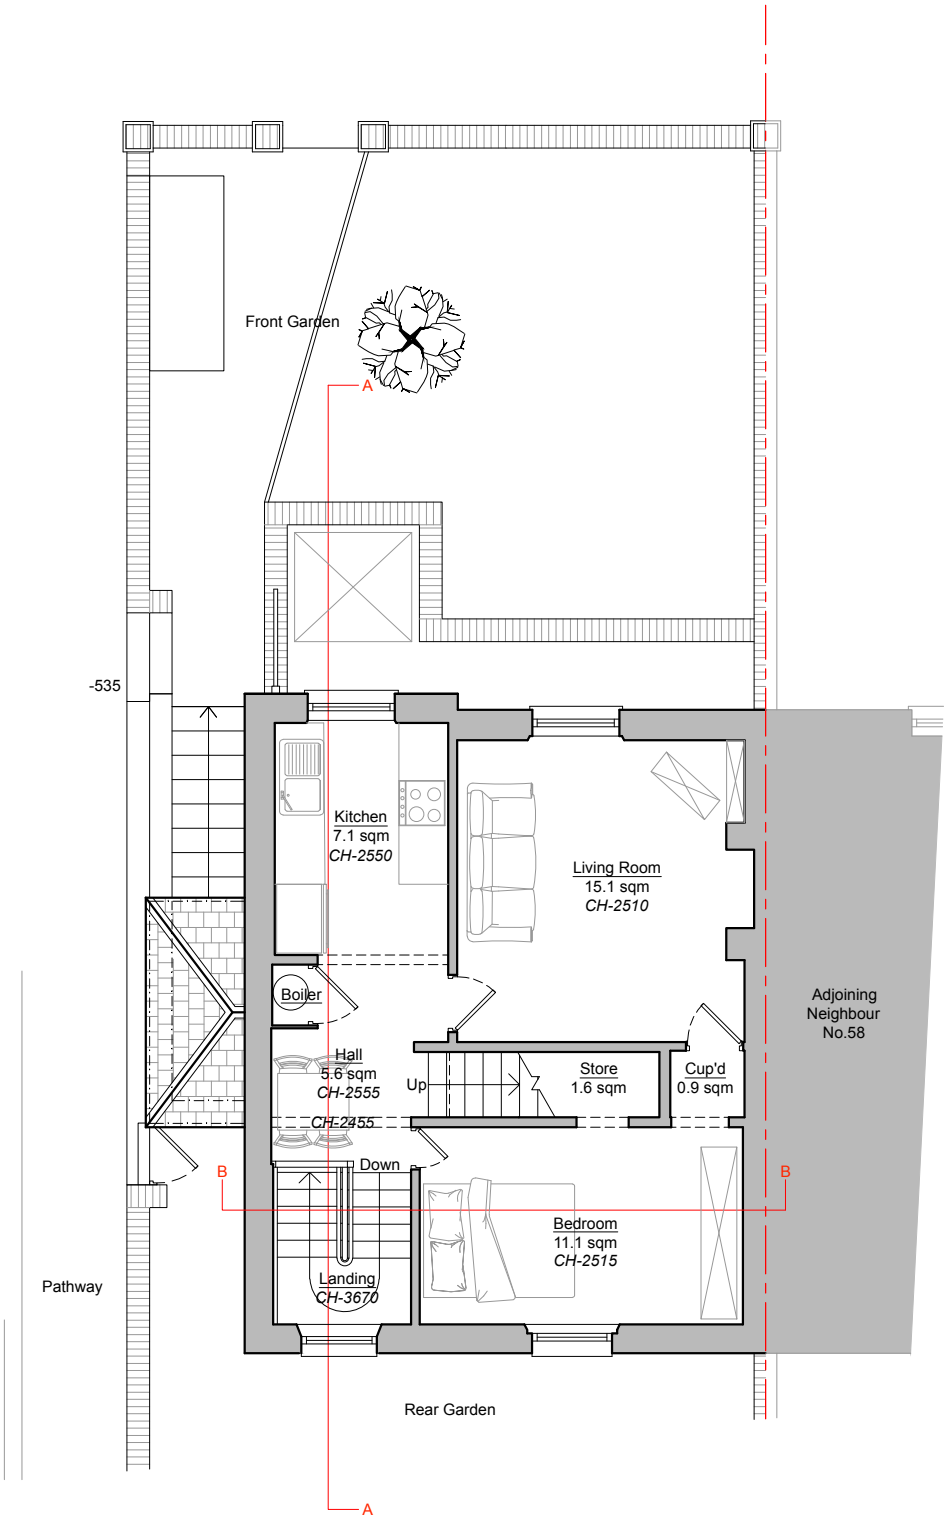 Front Garden
A
-535
Kitchen
7.1 sqm
CH-2550
Living Room
15.1 sqm
CH-2510
Boiler
Adjoining
Neighbour
No.58
Hall
5.6 sqm
CH-2555
CH-2455
Up
Store
1.6 sqm
Cup'd
0.9 sqm
Down
B
B
Bedroom
11.1 sqm
CH-2515
Landing
CH-3670
Pathway
Rear Garden
A